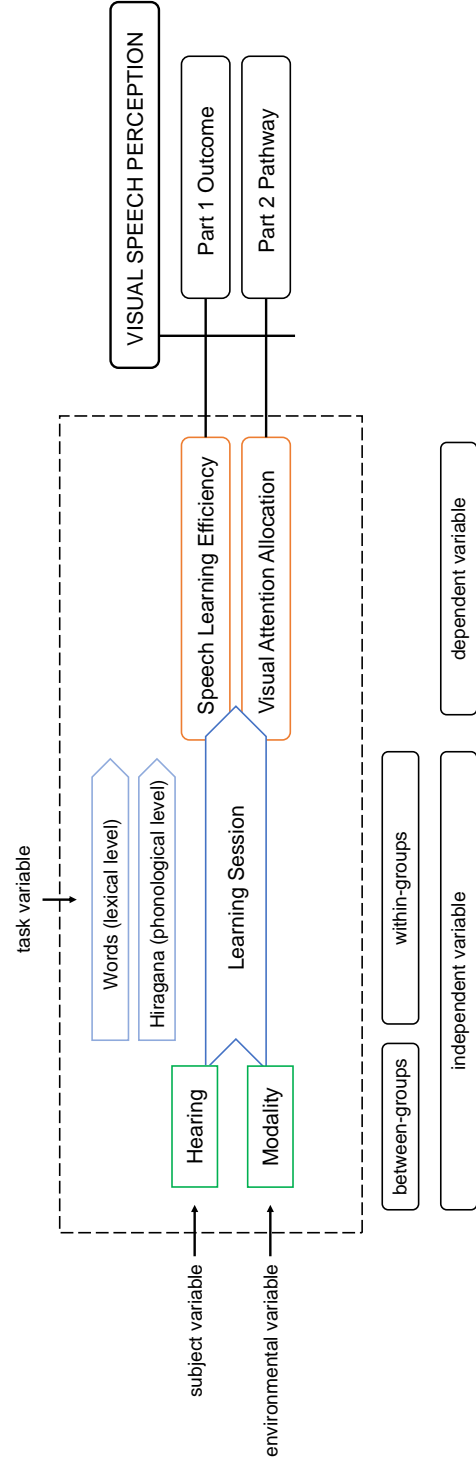 VISUAL SPEECH PERCEPTION
task variable
Words (lexical level)
Hiragana (phonological level)
subject variable
Hearing
Speech Learning Efficiency
Part 1 Outcome
Learning Session
environmental variable
Modality
Visual Attention Allocation
Part 2 Pathway
between-groups
within-groups
independent variable
dependent variable